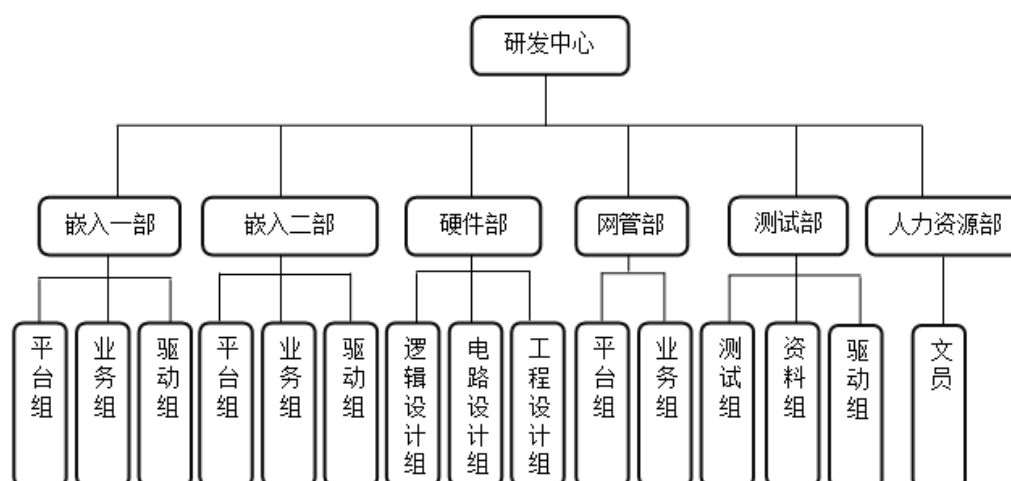 研发中心
嵌入一部
嵌入二部
硬件部
网管部
测试部
人力资源部
平台组
业务组
驱动组
平台组
业务组
驱动组
逻辑设计组
电路设计组
工程设计组
平台组
业务组
测试组
资料组
驱动组
文员